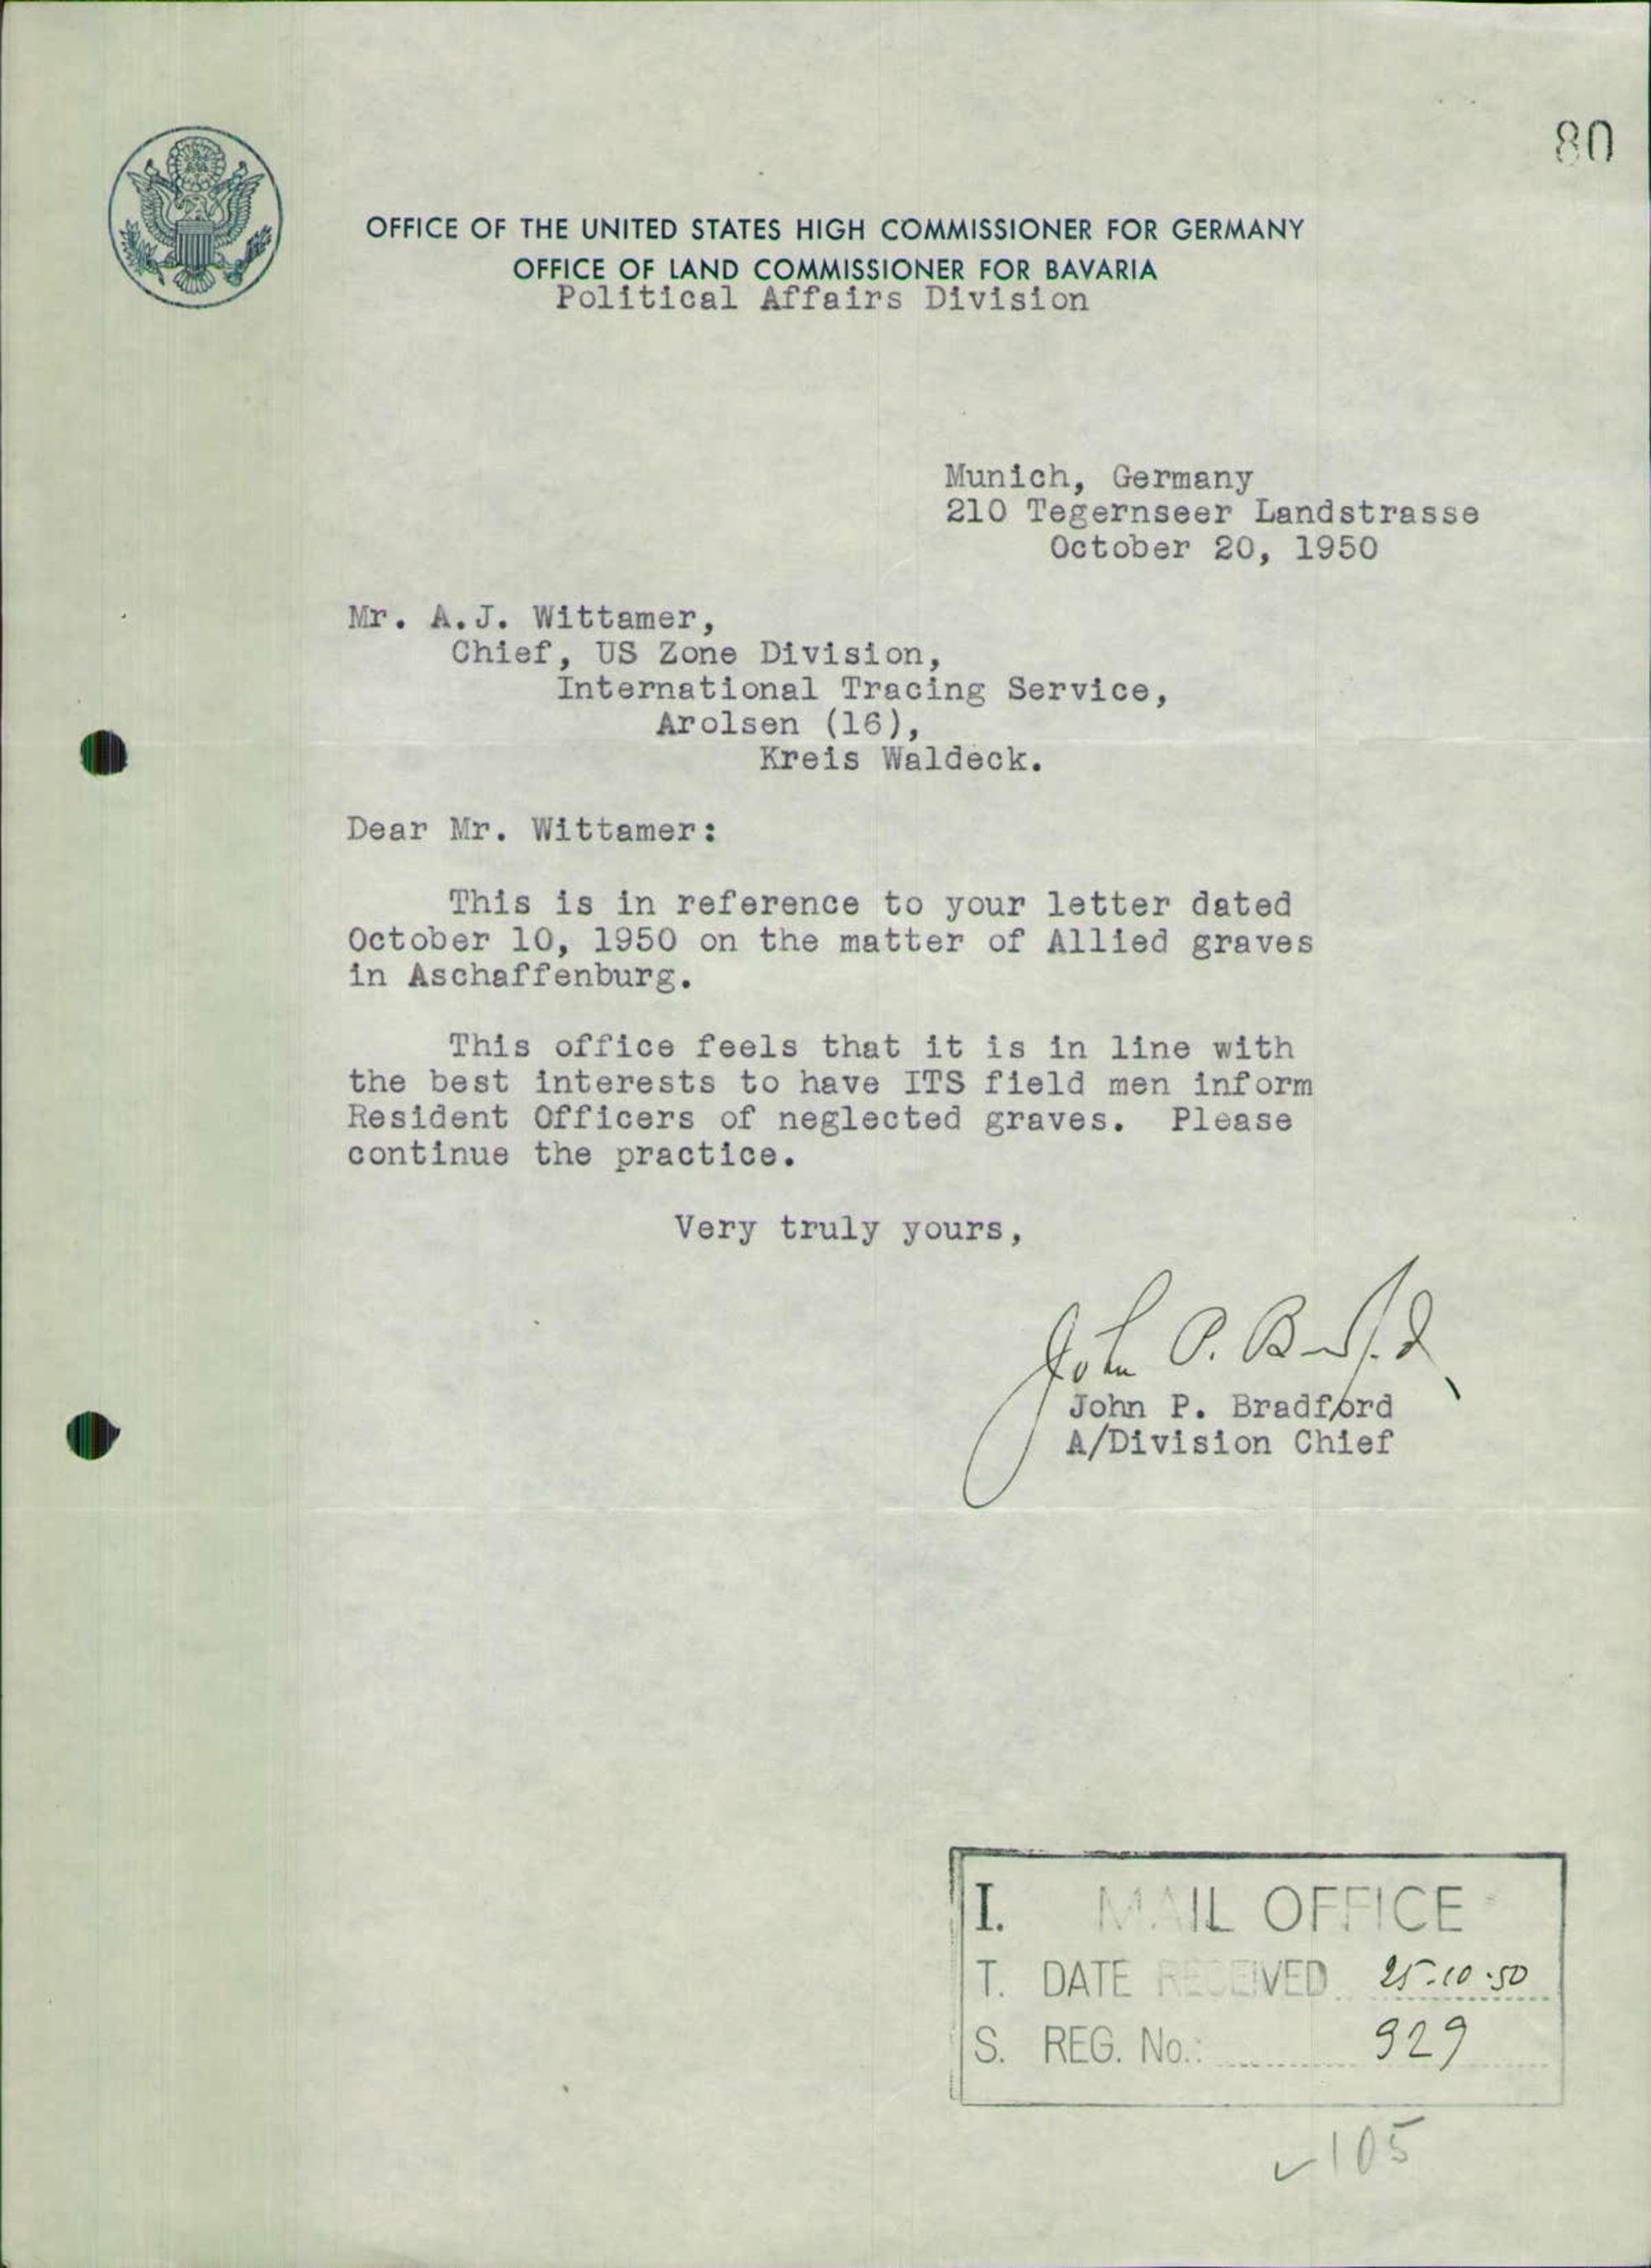 80
OFFICE OF THE UNITED STATES HIGH COMMISSIONER FOR GERMANY
OFFICE OF LAND COMMISSIONER FOR BAVARIA
Political Affairs Division
Munich, Germany
210 Tegernseer Landstrasse
October 20, 1950
Mr. A.J. Wittamer,
Chief, US Zone Division,
International Tracing Service,
Arolsen (16),
Kreis Waldeck.
Dear Mr. Wittamer:
This is in reference to your letter dated
October 10, 1950 on the matter of Allied graves
in Aschaffenburg.
This office feels that it is in line with
the best interests to have ITS field men inform
Resident Officers of neglected graves. Please
continue the practice.
Very truly yours,
John P. Bradford
John P. Bradford
A/Division Chief
I. MAIL OFFICE
T. DATE RECEIVED 25.10.50
S. REG. No.: 929
✓105